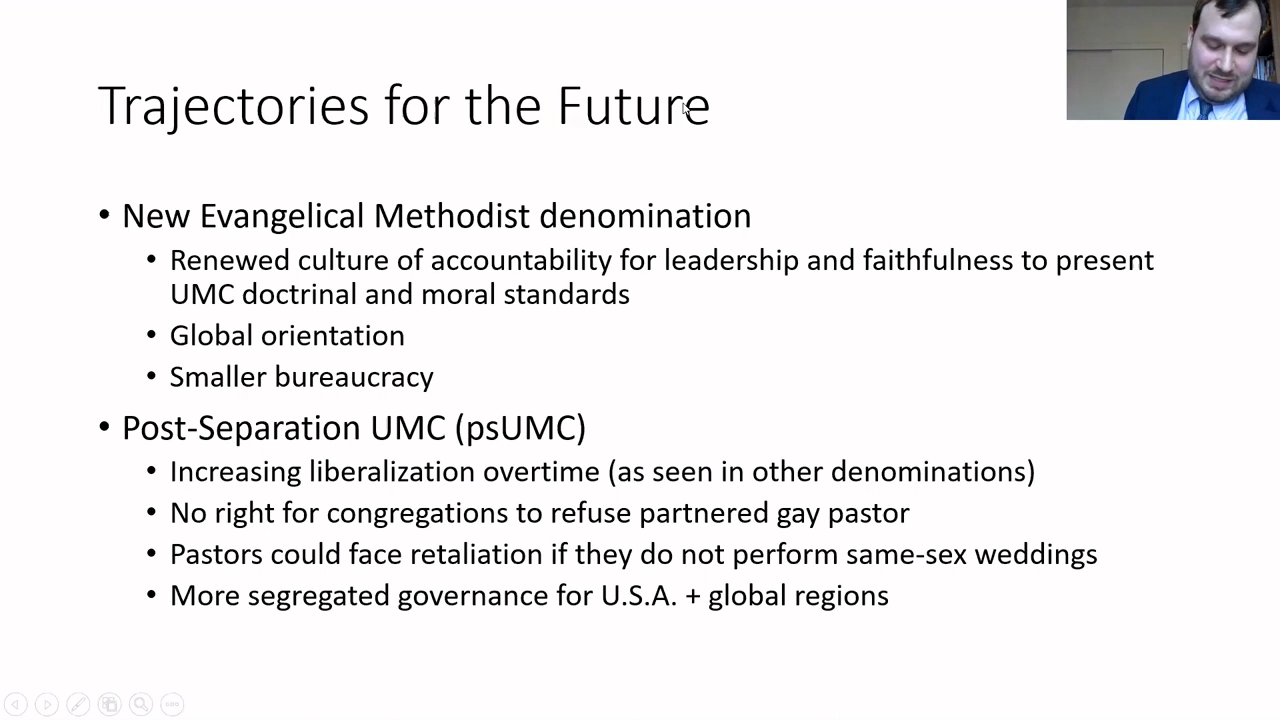 Trajectories for the Future
• New Evangelical Methodist denomination
• Renewed culture of accountability for leadership and faithfulness to present
UMC doctrinal and moral standards
• Global orientation
• Smaller bureaucracy
• Post-Separation UMC (psUMC)
• Increasing liberalization overtime (as seen in other denominations)
• No right for congregations to refuse partnered gay pastor
• Pastors could face retaliation if they do not perform same-sex weddings
• More segregated governance for U.S.A. + global regions